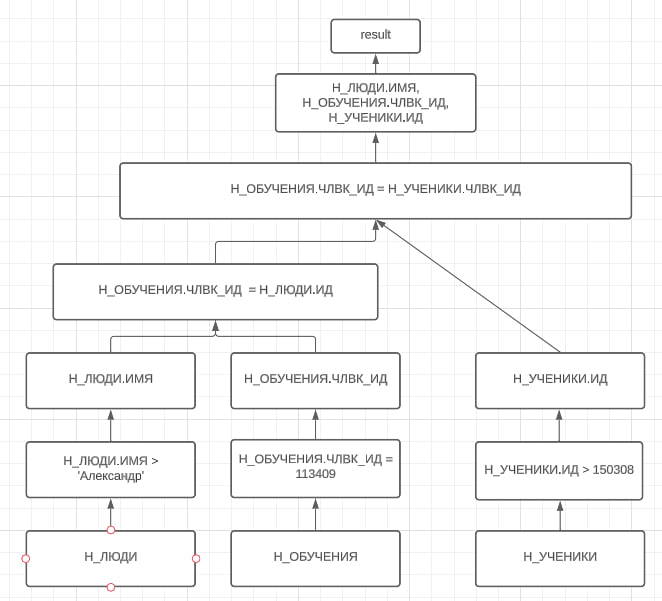 result
Н_ЛЮДИ.ИМЯ,
Н_ОБУЧЕНИЯ.ЧЛВК_ИД,
Н_УЧЕНИКИ.ИД
Н_ОБУЧЕНИЯ.ЧЛВК_ИД = Н_УЧЕНИКИ.ЧЛВК_ИД
Н_ОБУЧЕНИЯ.ЧЛВК_ИД = Н_ЛЮДИ.ИД
Н_ЛЮДИ.ИМЯ
Н_ОБУЧЕНИЯ.ЧЛВК_ИД
Н_УЧЕНИКИ.ИД
Н_ЛЮДИ.ИМЯ >
'Александр'
Н_ОБУЧЕНИЯ.ЧЛВК_ИД =
113409
Н_УЧЕНИКИ.ИД > 150308
Н_ЛЮДИ
Н_ОБУЧЕНИЯ
Н_УЧЕНИКИ